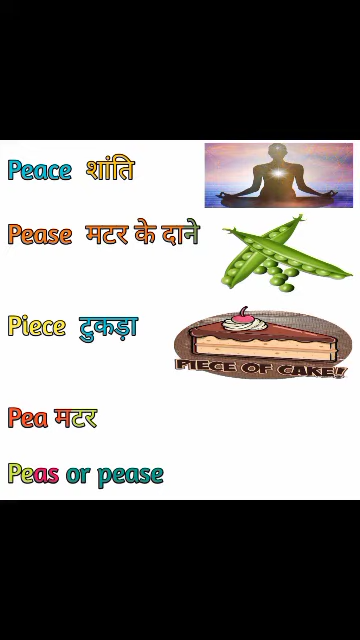 Peace शांति
Pease मटर के दाने
Piece टुकड़ा
PIECE OF CAKE!
Pea मटर
Peas or pease